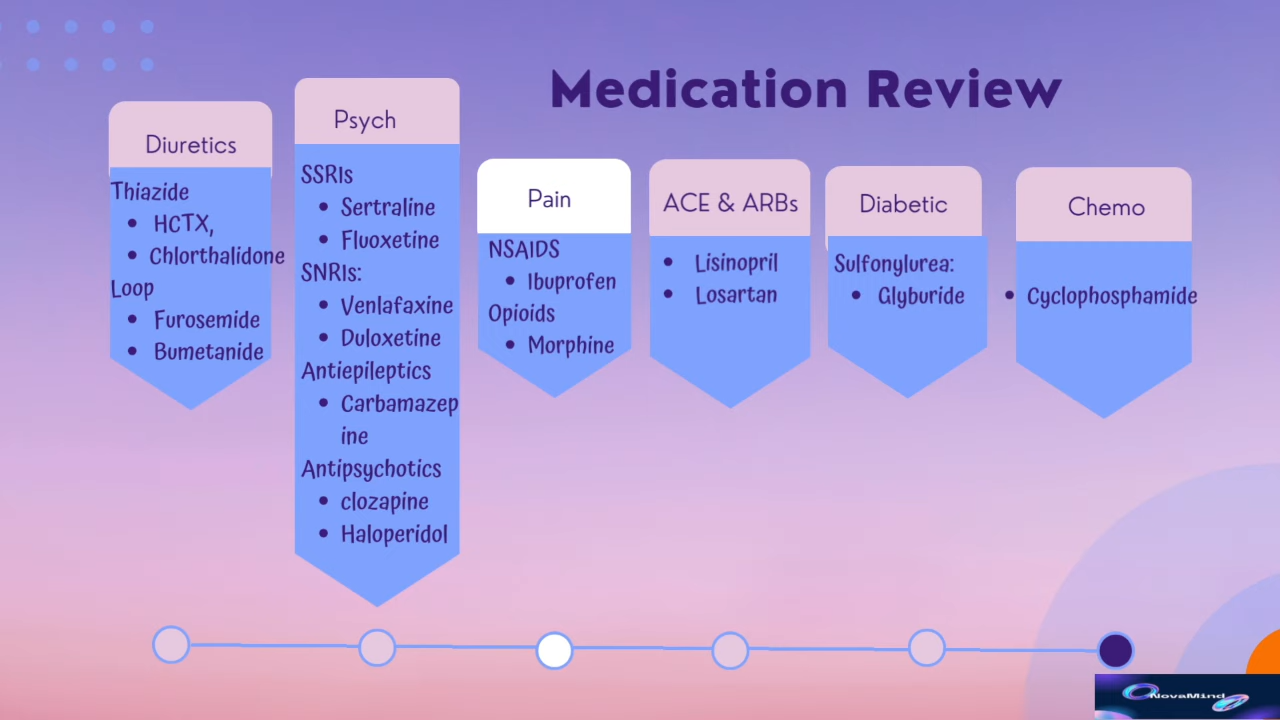 Medication Review
Diuretics
Thiazide
• HCTX,
• Chlorthalidone
Loop
• Furosemide
• Bumetanide
Psych
SSRIs
• Sertraline
• Fluoxetine
SNRIs:
• Venlafaxine
• Duloxetine
Antiepileptics
• Carbamazep
ine
Antipsychotics
• clozapine
• Haloperidol
Pain
NSAIDS
• Ibuprofen
Opioids
• Morphine
ACE & ARBs
• Lisinopril
• Losartan
Diabetic
Sulfonylurea:
• Glyburide
Chemo
• Cyclophosphamide
NovaMind